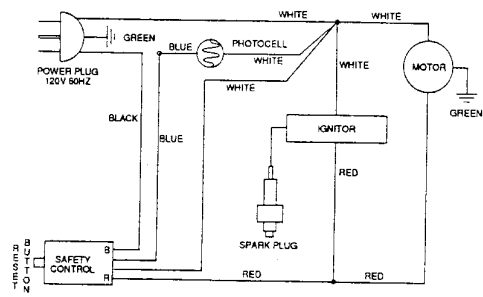 WHITE
WHITE
GREEN
BLUE
PHOTOCELL
WHITE
WHITE
WHITE
MOTOR
POWER PLUG
120V 60HZ
GREEN
BLACK
BLUE
IGNITOR
RED
SPARK PLUG
RESET
BUTTON
SAFETY
CONTROL
B
R
RED
RED